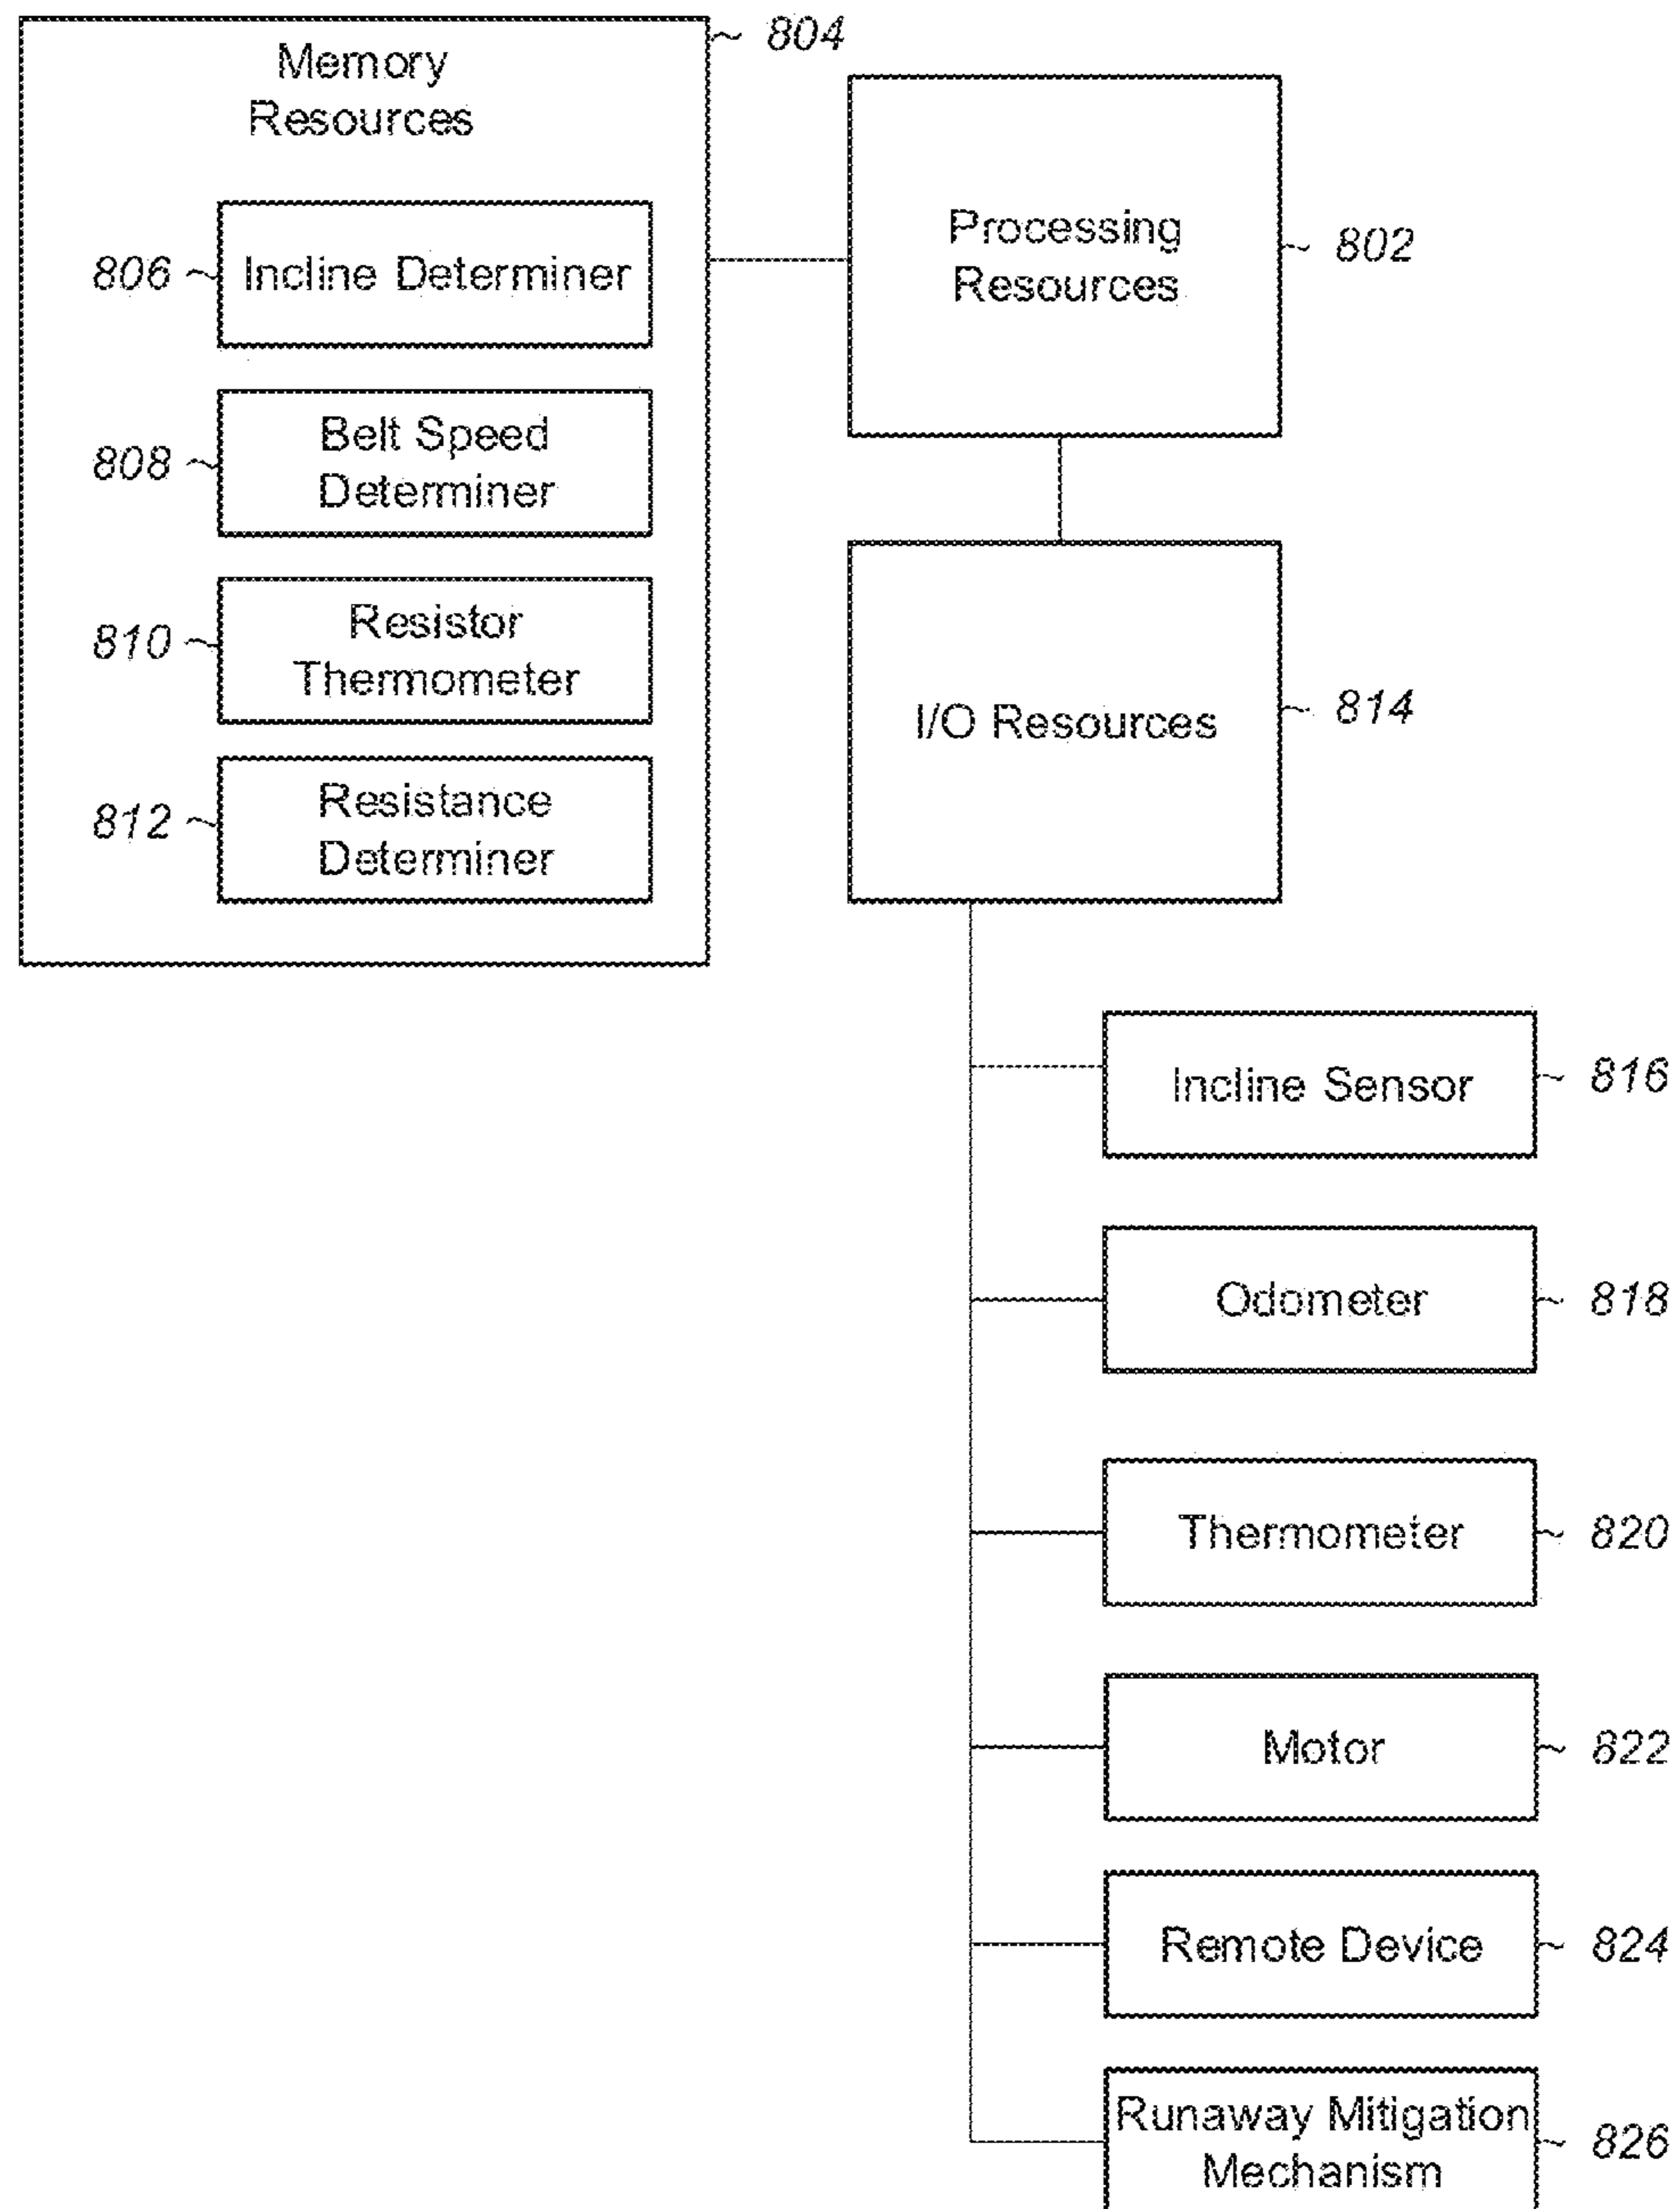 Memory
Resources
804
806
Incline Determiner
808
Belt Speed
Determiner
810
Resistor
Thermometer
812
Resistance
Determiner
Processing
Resources
802
I/O Resources
814
Incline Sensor
816
Odometer
818
Thermometer
820
Motor
822
Remote Device
824
Runaway Mitigation
Mechanism
826